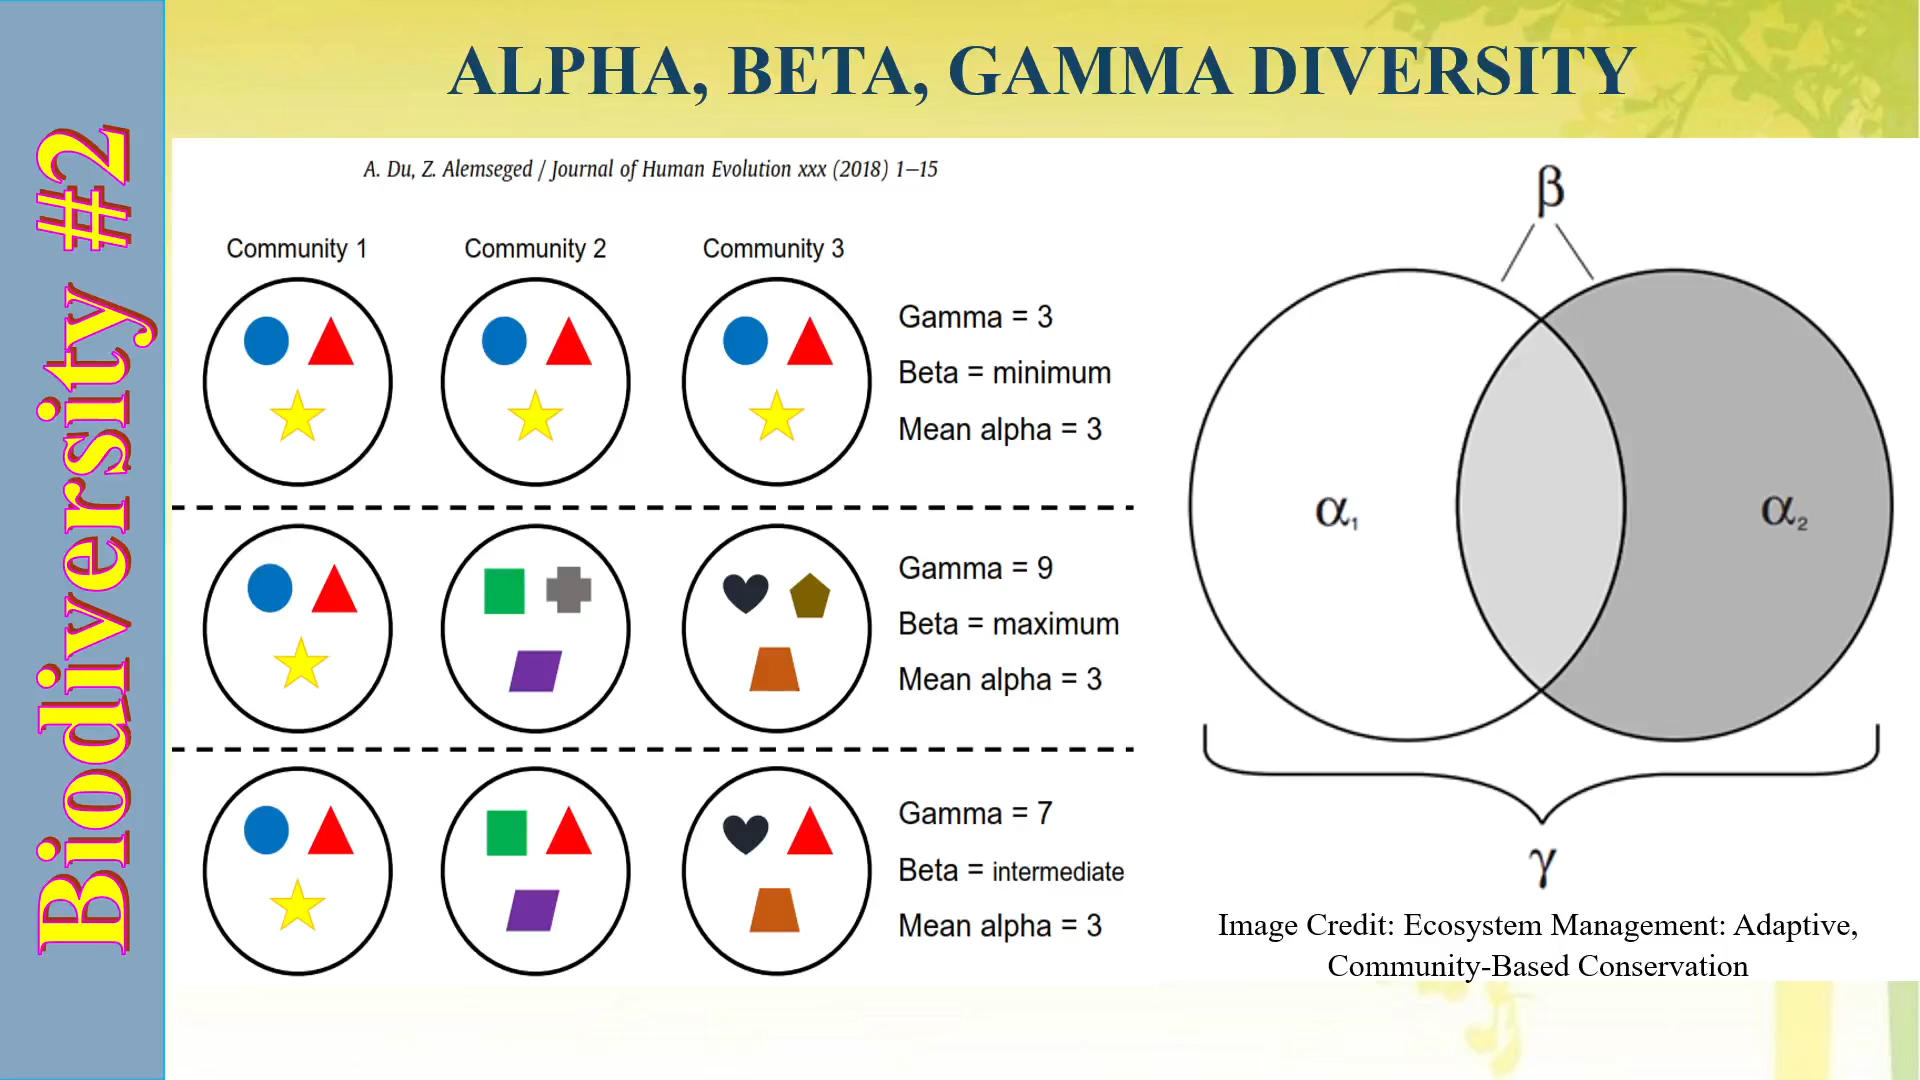 ALPHA, BETA, GAMMA DIVERSITY
Biodiversity #2
A. Du, Z. Alemseged / Journal of Human Evolution xxx (2018) 1–15
Community 1
Community 2
Community 3
Gamma = 3
Beta = minimum
Mean alpha = 3
Gamma = 9
Beta = maximum
Mean alpha = 3
Gamma = 7
Beta = intermediate
Mean alpha = 3
β
α₁
α₂
γ
Image Credit: Ecosystem Management: Adaptive,
Community-Based Conservation